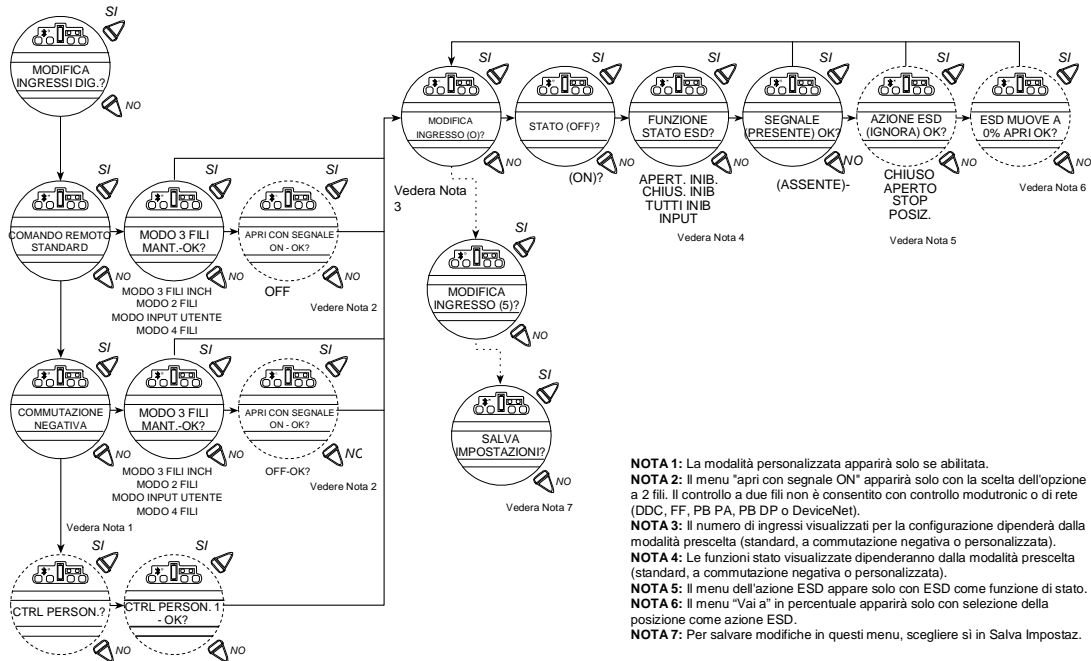 SI
MODIFICA
INGRESSI DIG.?
NO
SI
COMANDO REMOTO
STANDARD
NO
SI
MODO 3 FILI
MANT.-OK?
NO
MODO 3 FILI INCH
MODO 2 FILI
MODO INPUT UTENTE
MODO 4 FILI
SI
APRI CON SEGNALE
ON - OK?
NO
OFF
Vedere Nota 2
SI
COMMUTAZIONE
NEGATIVA
NO
Vedera Nota 1
SI
MODO 3 FILI
MANT.-OK?
NO
MODO 3 FILI INCH
MODO 2 FILI
MODO INPUT UTENTE
MODO 4 FILI
SI
APRI CON SEGNALE
ON - OK?
NC
OFF-OK?
Vedere Nota 2
SI
CTRL PERSON.?
NO
SI
CTRL PERSON. 1
- OK?
NO
SI
MODIFICA
INGRESSO (O)?
NO
Vedera Nota
3
SI
STATO (OFF)?
NO
(ON)?
SI
FUNZIONE
STATO ESD?
NO
APERT. INIB.
CHIUS. INIB
TUTTI INIB
INPUT
Vedera Nota 4
SI
SEGNALE
(PRESENTE) OK?
NO
(ASSENTE)-
SI
AZIONE ESD
(IGNORA) OK?
NO
CHIUSO
APERTO
STOP
POSIZ.
Vedera Nota 5
SI
ESD MUOVE A
0% APRI OK?
NO
Vedera Nota 6
SI
MODIFICA
INGRESSO (5)?
NO
SI
SALVA
IMPOSTAZIONI?
NO
Vedera Nota 7
NOTA 1: La modalità personalizzata apparirà solo se abilitata.
NOTA 2: Il menu "apri con segnale ON" apparirà solo con la scelta dell'opzione
a 2 fili. Il controllo a due fili non è consentito con controllo modutronic o di rete
(DDC, FF, PB PA, PB DP o DeviceNet).
NOTA 3: Il numero di ingressi visualizzati per la configurazione dipenderà dalla
modalità prescelta (standard, a commutazione negativa o personalizzata).
NOTA 4: Le funzioni stato visualizzate dipenderanno dalla modalità prescelta
(standard, a commutazione negativa o personalizzata).
NOTA 5: Il menu dell'azione ESD appare solo con ESD come funzione di stato.
NOTA 6: Il menu “Vai a” in percentuale apparirà solo con selezione della
posizione come azione ESD.
NOTA 7: Per salvare modifiche in questi menu, scegliere sì in Salva Impostaz.